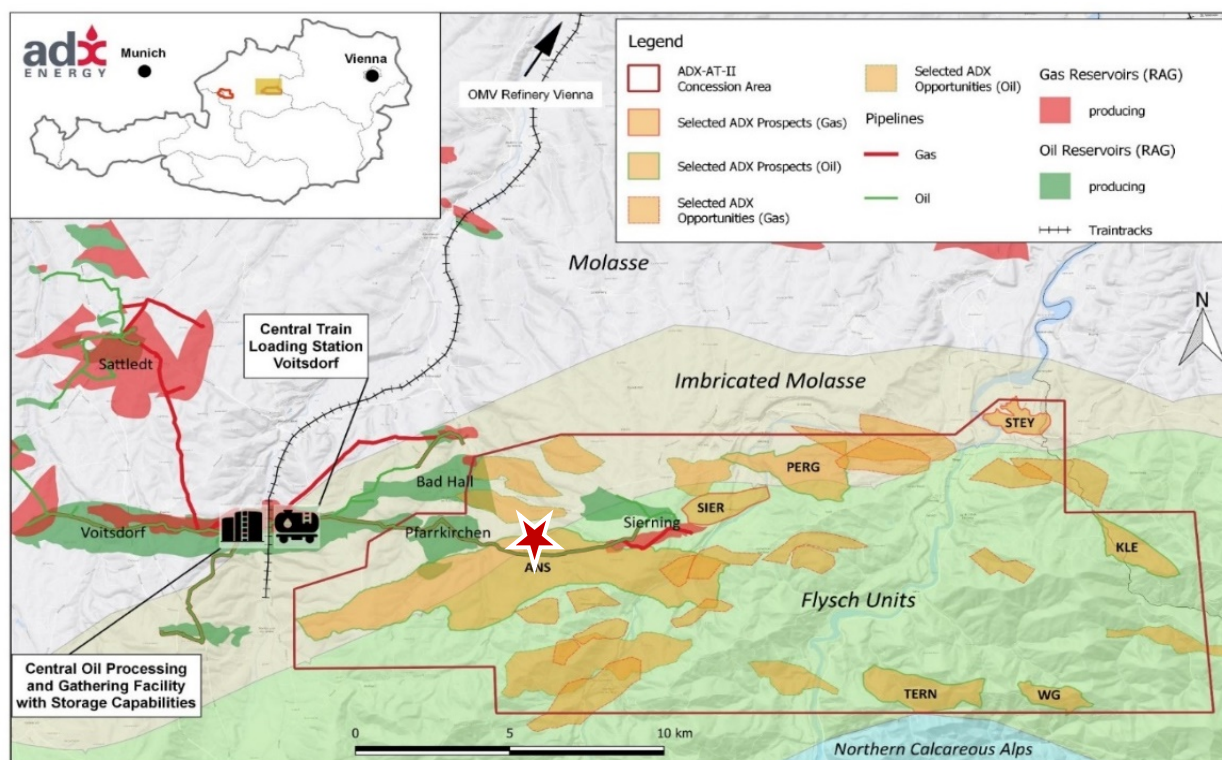 adx
ENERGY
Munich
Vienna
OMV Refinery Vienna
Legend
ADX-AT-II
Concession Area
Selected ADX Prospects (Gas)
Selected ADX Prospects (Oil)
Selected ADX
Opportunities (Gas)
Selected ADX
Opportunities (Oil)
Pipelines
Gas
Oil
Gas Reservoirs (RAG)
producing
Oil Reservoirs (RAG)
producing
Traintracks
Molasse
N
Central Train
Loading Station
Voitsdorf
Sattledt
Imbricated Molasse
STEY
PERG
Bad Hall
SIER
Voitsdorf
Pfarrkirchen
Sierning
ANS
KLE
Flysch Units
Central Oil Processing
and Gathering Facility
with Storage Capabilities
TERN
WG
0 5 10 km
Northern Calcareous Alps